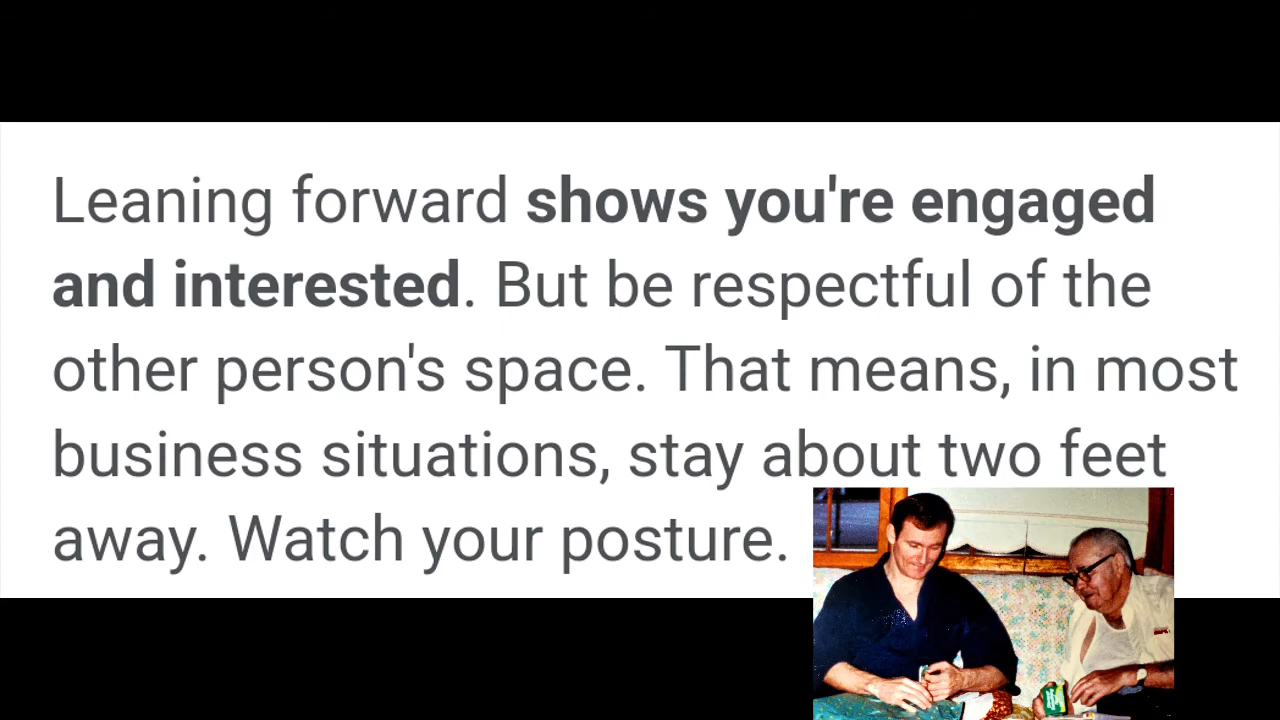 Leaning forward shows you're engaged
and interested. But be respectful of the
other person's space. That means, in most
business situations, stay about two feet
away. Watch your posture.